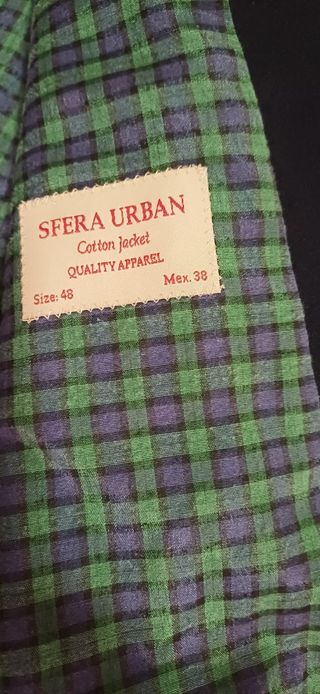 SFERA URBAN
Cotton Jacket
QUALITY APPAREL
Size: 48 Mex. 38